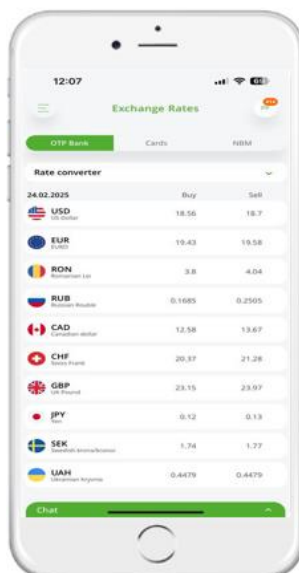 12:07
Exchange Rates
OTP Bank Cards NBM
Rate converter
24.02.2025 Buy Sell
USD 18.56 18.7
US Dollar
EUR 19.43 19.58
EURO
RON 3.8 4.04
Romanian Lei
RUB 0.1685 0.2505
Russian Rouble
CAD 12.58 13.67
Canadian dollar
CHF 20.37 21.28
Swiss Frank
GBP 23.15 23.97
UK Pound
JPY 0.12 0.13
Yen
SEK 1.74 1.77
Swedish krona/kronor
UAH 0.4479 0.4479
Ukrainian hryvnia
Chat